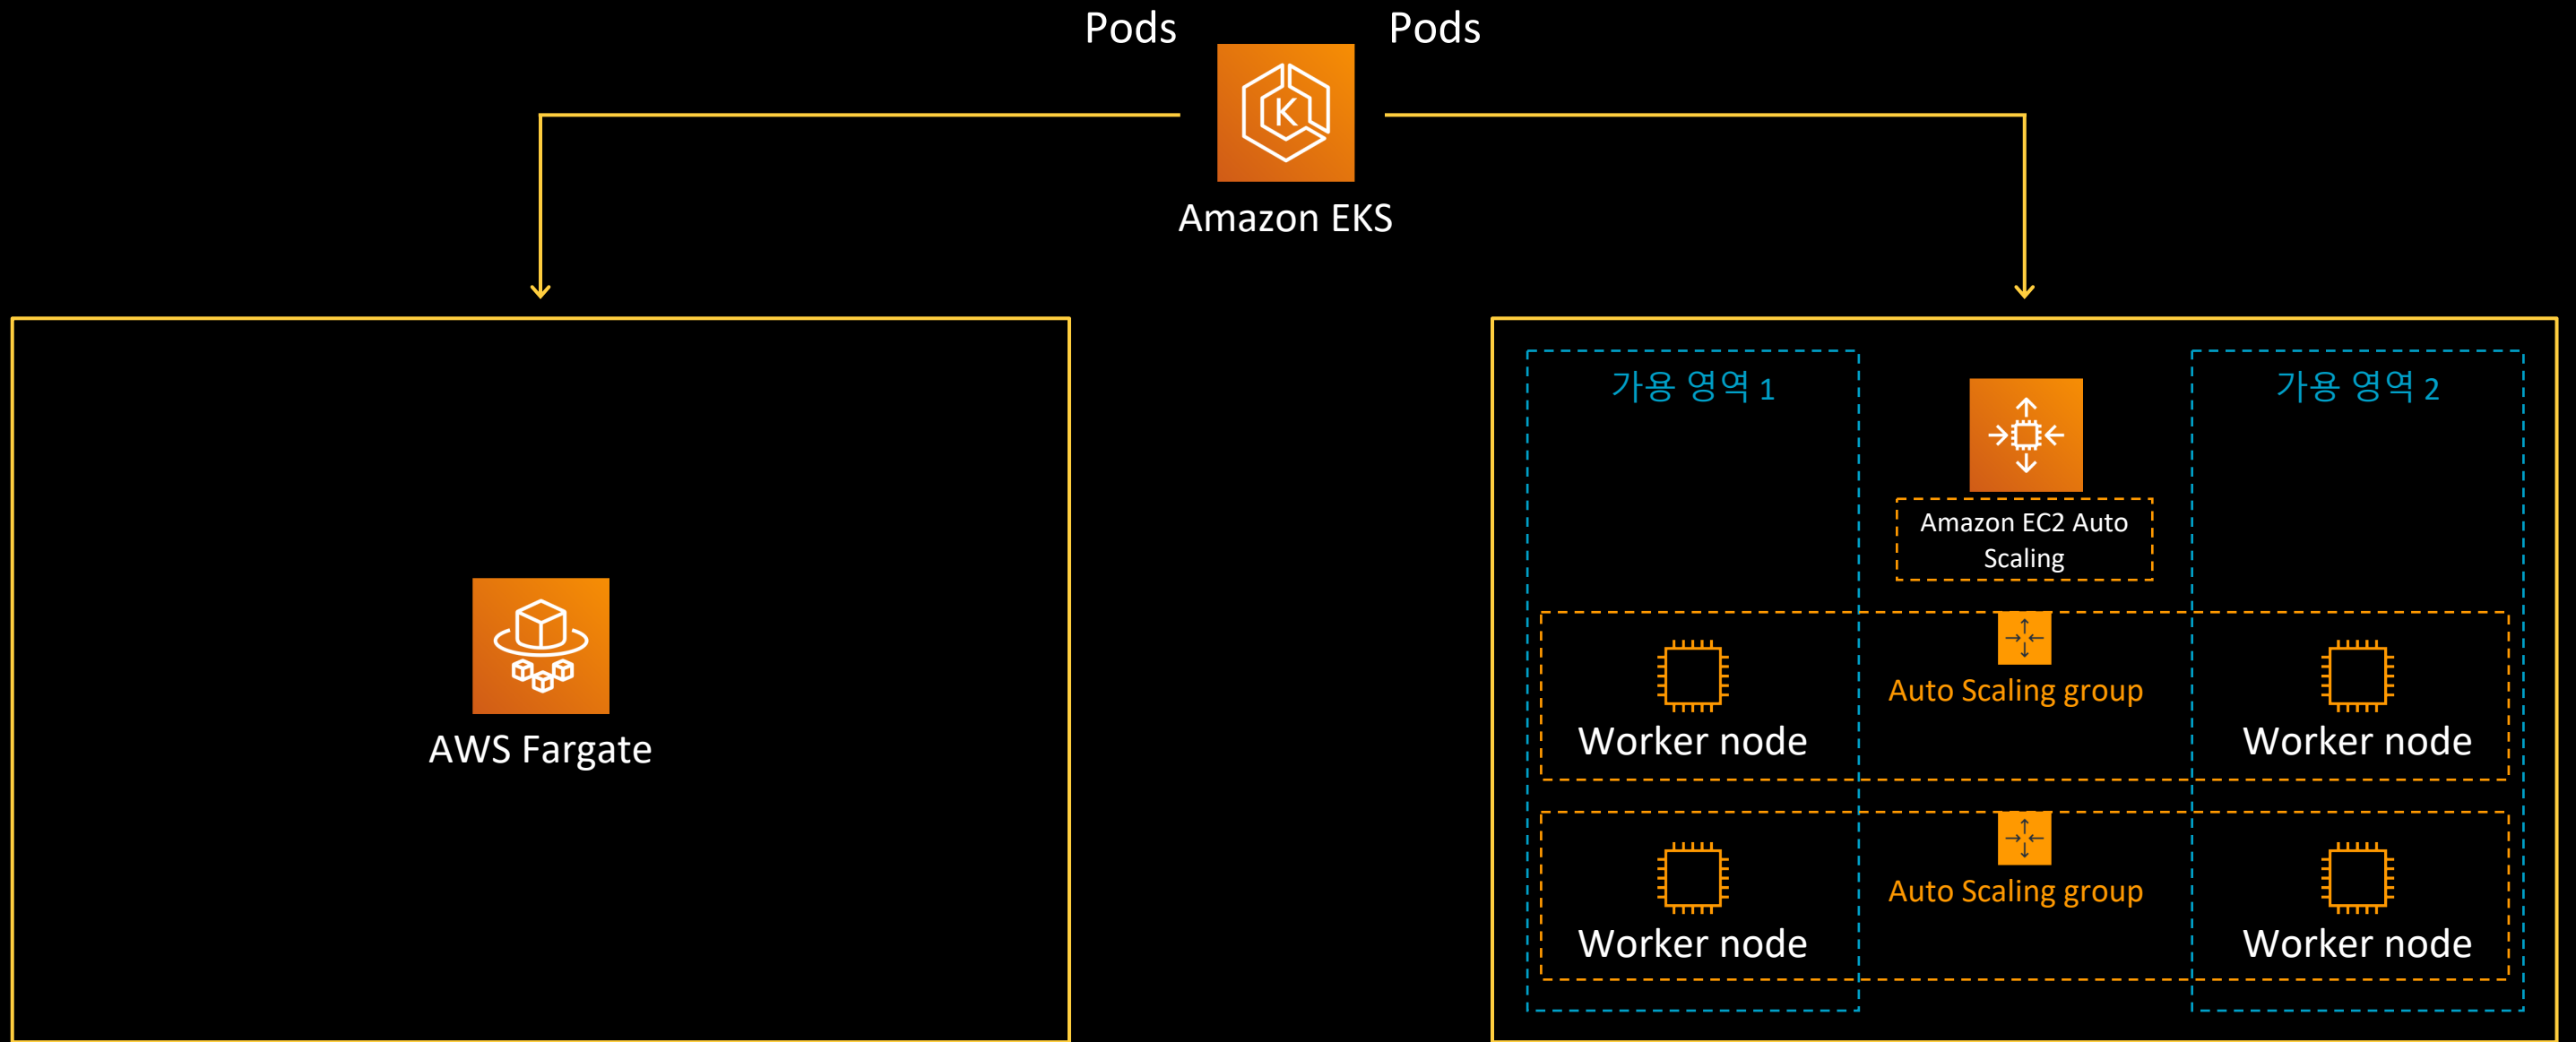 Pods
Pods
K
Amazon EKS
AWS Fargate
가용 영역 1
가용 영역 2
Amazon EC2 Auto
Scaling
Auto Scaling group
Worker node
Worker node
Auto Scaling group
Worker node
Worker node